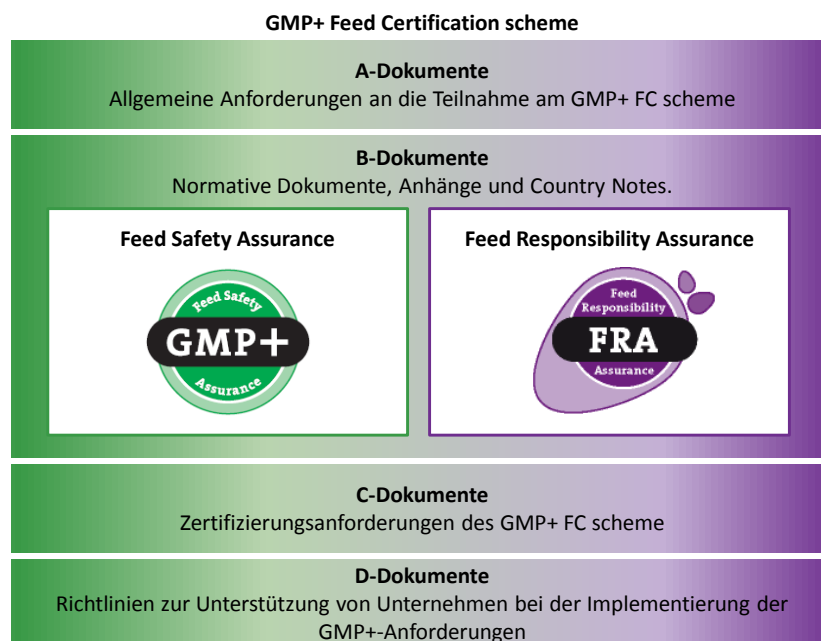 GMP+ Feed Certification scheme
A-Dokumente
Allgemeine Anforderungen an die Teilnahme am GMP+ FC scheme
B-Dokumente
Normative Dokumente, Anhänge und Country Notes.
Feed Safety Assurance
Feed Safety
GMP+
Assurance
Feed Responsibility Assurance
Feed
Responsibility
FRA
Assurance
C-Dokumente
Zertifizierungsanforderungen des GMP+ FC scheme
D-Dokumente
Richtlinien zur Unterstützung von Unternehmen bei der Implementierung der
GMP+-Anforderungen